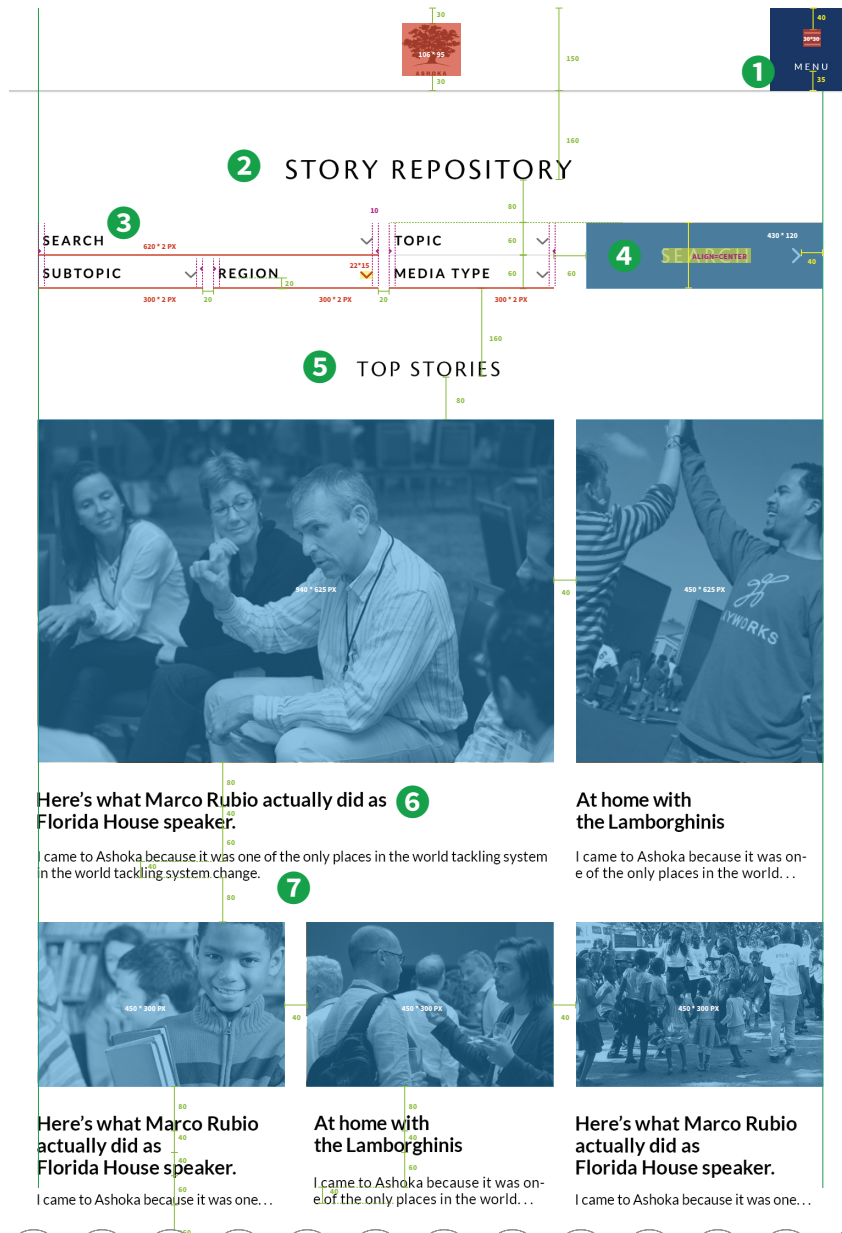 30
40
106 * 95
30*30
150
1
MENU
ASHOKA
30
35
160
2
STORY REPOSITORY
80
10
3
SEARCH
620 * 2 PX
TOPIC
60
430 * 120
4
SEARCH
ALIGN=CENTER
40
22*15
SUBTOPIC
REGION
20
MEDIA TYPE
60
60
300 * 2 PX
20
300 * 2 PX
20
300 * 2 PX
160
5
TOP STORIES
80
940 * 625 PX
40
450 * 625 PX
YWORKS
80
Here's what Marco Rubio actually did as
6
40
Florida House speaker.
60
At home with
the Lamborghinis
I came to Ashoka because it was one of the only places in the world tackling system
40
in the world tackling system change.
I came to Ashoka because it was on-
e of the only places in the world...
7
80
450 * 300 PX
40
450 * 300 PX
40
450 * 300 PX
80
Here's what Marco Rubio
40
actually did as
40
Florida House speaker.
60
I came to Ashoka because it was one...
80
At home with
40
the Lamborghinis
60
I came to Ashoka because it was on-
40
e of the only places in the world...
Here's what Marco Rubio
actually did as
Florida House speaker.
I came to Ashoka because it was one...